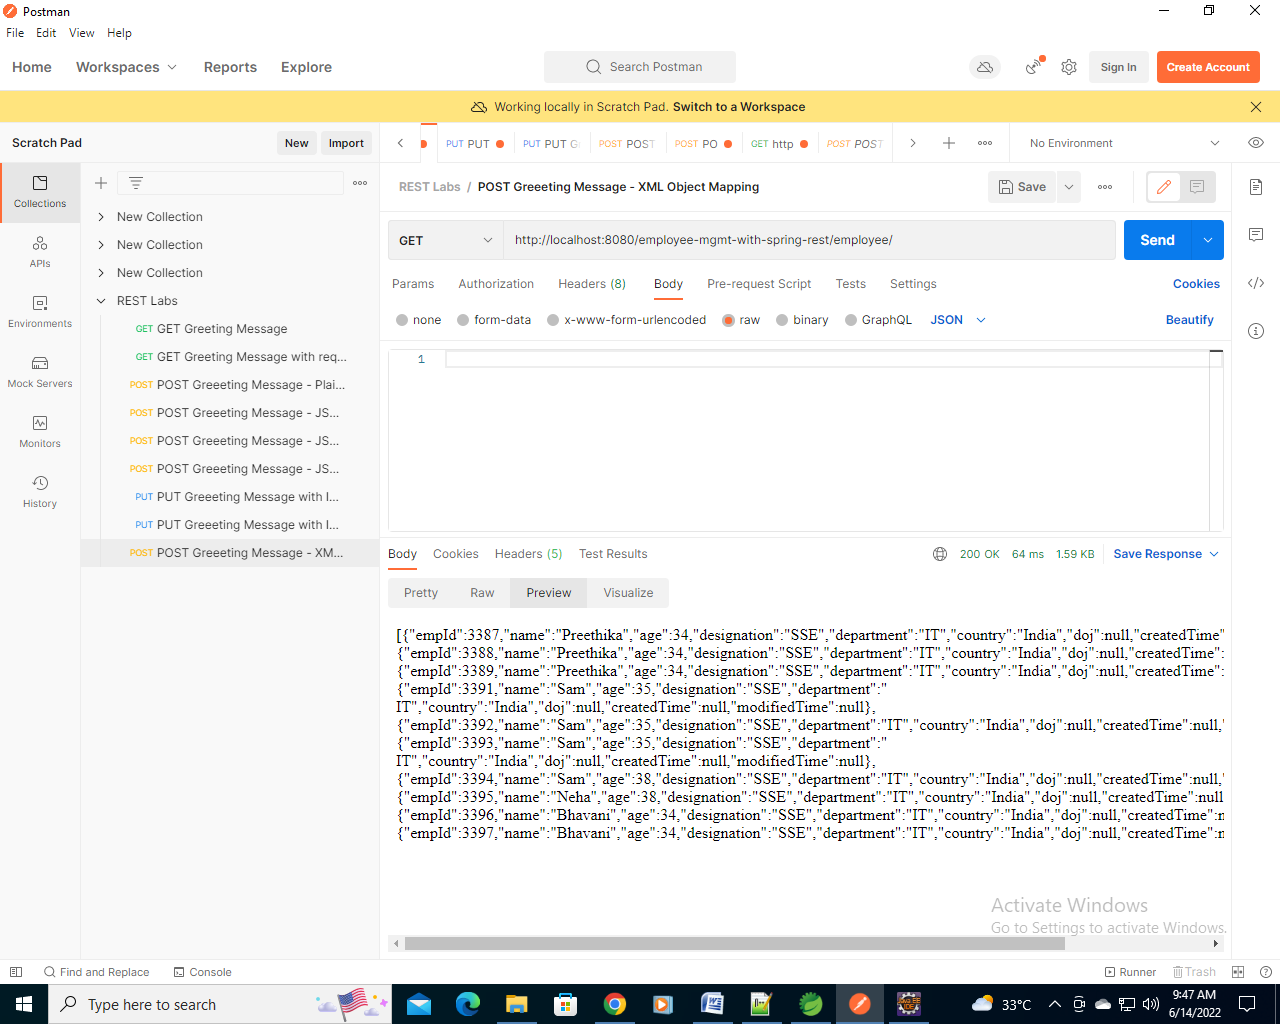 Postman
File Edit View Help
Home Workspaces Reports Explore Search Postman Sign In Create Account
Working locally in Scratch Pad. Switch to a Workspace
Scratch Pad New Import
PUT PUT PUT PUT POST POST PO GET http POST POST No Environment
REST Labs / POST Greeeting Message - XML Object Mapping Save
Collections
APIs
Environments
Mock Servers
Monitors
History
New Collection
New Collection
New Collection
REST Labs
GET GET Greeting Message
GET GET Greeting Message with req...
POST POST Greeeting Message - Plai...
POST POST Greeeting Message - JS...
POST POST Greeeting Message - JS...
POST POST Greeeting Message - JS...
PUT PUT Greeeting Message with I...
PUT PUT Greeeting Message with I...
POST POST Greeeting Message - XM...
GET http://localhost:8080/employee-mgmt-with-spring-rest/employee/ Send
Params Authorization Headers (8) Body Pre-request Script Tests Settings Cookies
none form-data x-www-form-urlencoded raw binary GraphQL JSON Beautify
1
Body Cookies Headers (5) Test Results 200 OK 64 ms 1.59 KB Save Response
Pretty Raw Preview Visualize
[{"empId":3387,"name":"Preethika","age":34,"designation":"SSE","department":"IT","country":"India","doj":null,"createdTime"
{"empId":3388,"name":"Preethika","age":34,"designation":"SSE","department":"IT","country":"India","doj":null,"createdTime":
{"empId":3389,"name":"Preethika","age":34,"designation":"SSE","department":"IT","country":"India","doj":null,"createdTime":
{"empId":3391,"name":"Sam","age":35,"designation":"SSE","department":"
IT","country":"India","doj":null,"createdTime":null,"modifiedTime":null},
{"empId":3392,"name":"Sam","age":35,"designation":"SSE","department":"IT","country":"India","doj":null,"createdTime":null,"
{"empId":3393,"name":"Sam","age":35,"designation":"SSE","department":"
IT","country":"India","doj":null,"createdTime":null,"modifiedTime":null},
{"empId":3394,"name":"Sam","age":38,"designation":"SSE","department":"IT","country":"India","doj":null,"createdTime":null,"
{"empId":3395,"name":"Neha","age":38,"designation":"SSE","department":"IT","country":"India","doj":null,"createdTime":null
{"empId":3396,"name":"Bhavani","age":34,"designation":"SSE","department":"IT","country":"India","doj":null,"createdTime":n
{"empId":3397,"name":"Bhavani","age":34,"designation":"SSE","department":"IT","country":"India","doj":null,"createdTime":n
Activate Windows
Go to Settings to activate Windows.
Find and Replace Console Runner Trash
Type here to search 33°C 9:47 AM
6/14/2022